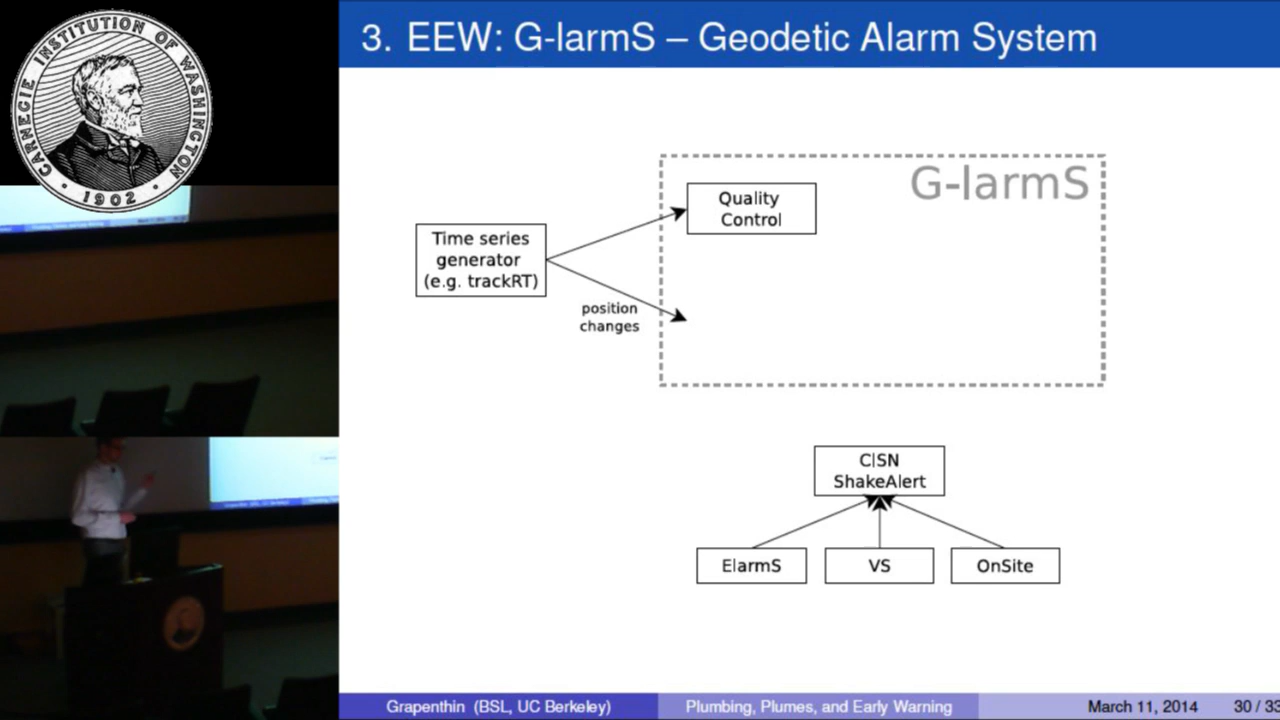 CARNEGIE INSTITUTION OF WASHINGTON
1902
3. EEW: G-larmS – Geodetic Alarm System
G-larmS
Quality
Control
Time series
generator
(e.g. trackRT)
position
changes
CISN
ShakeAlert
ElarmS
VS
OnSite
Grapenthin (BSL, UC Berkeley)
Plumbing, Plumes, and Early Warning
March 11, 2014
30 / 33